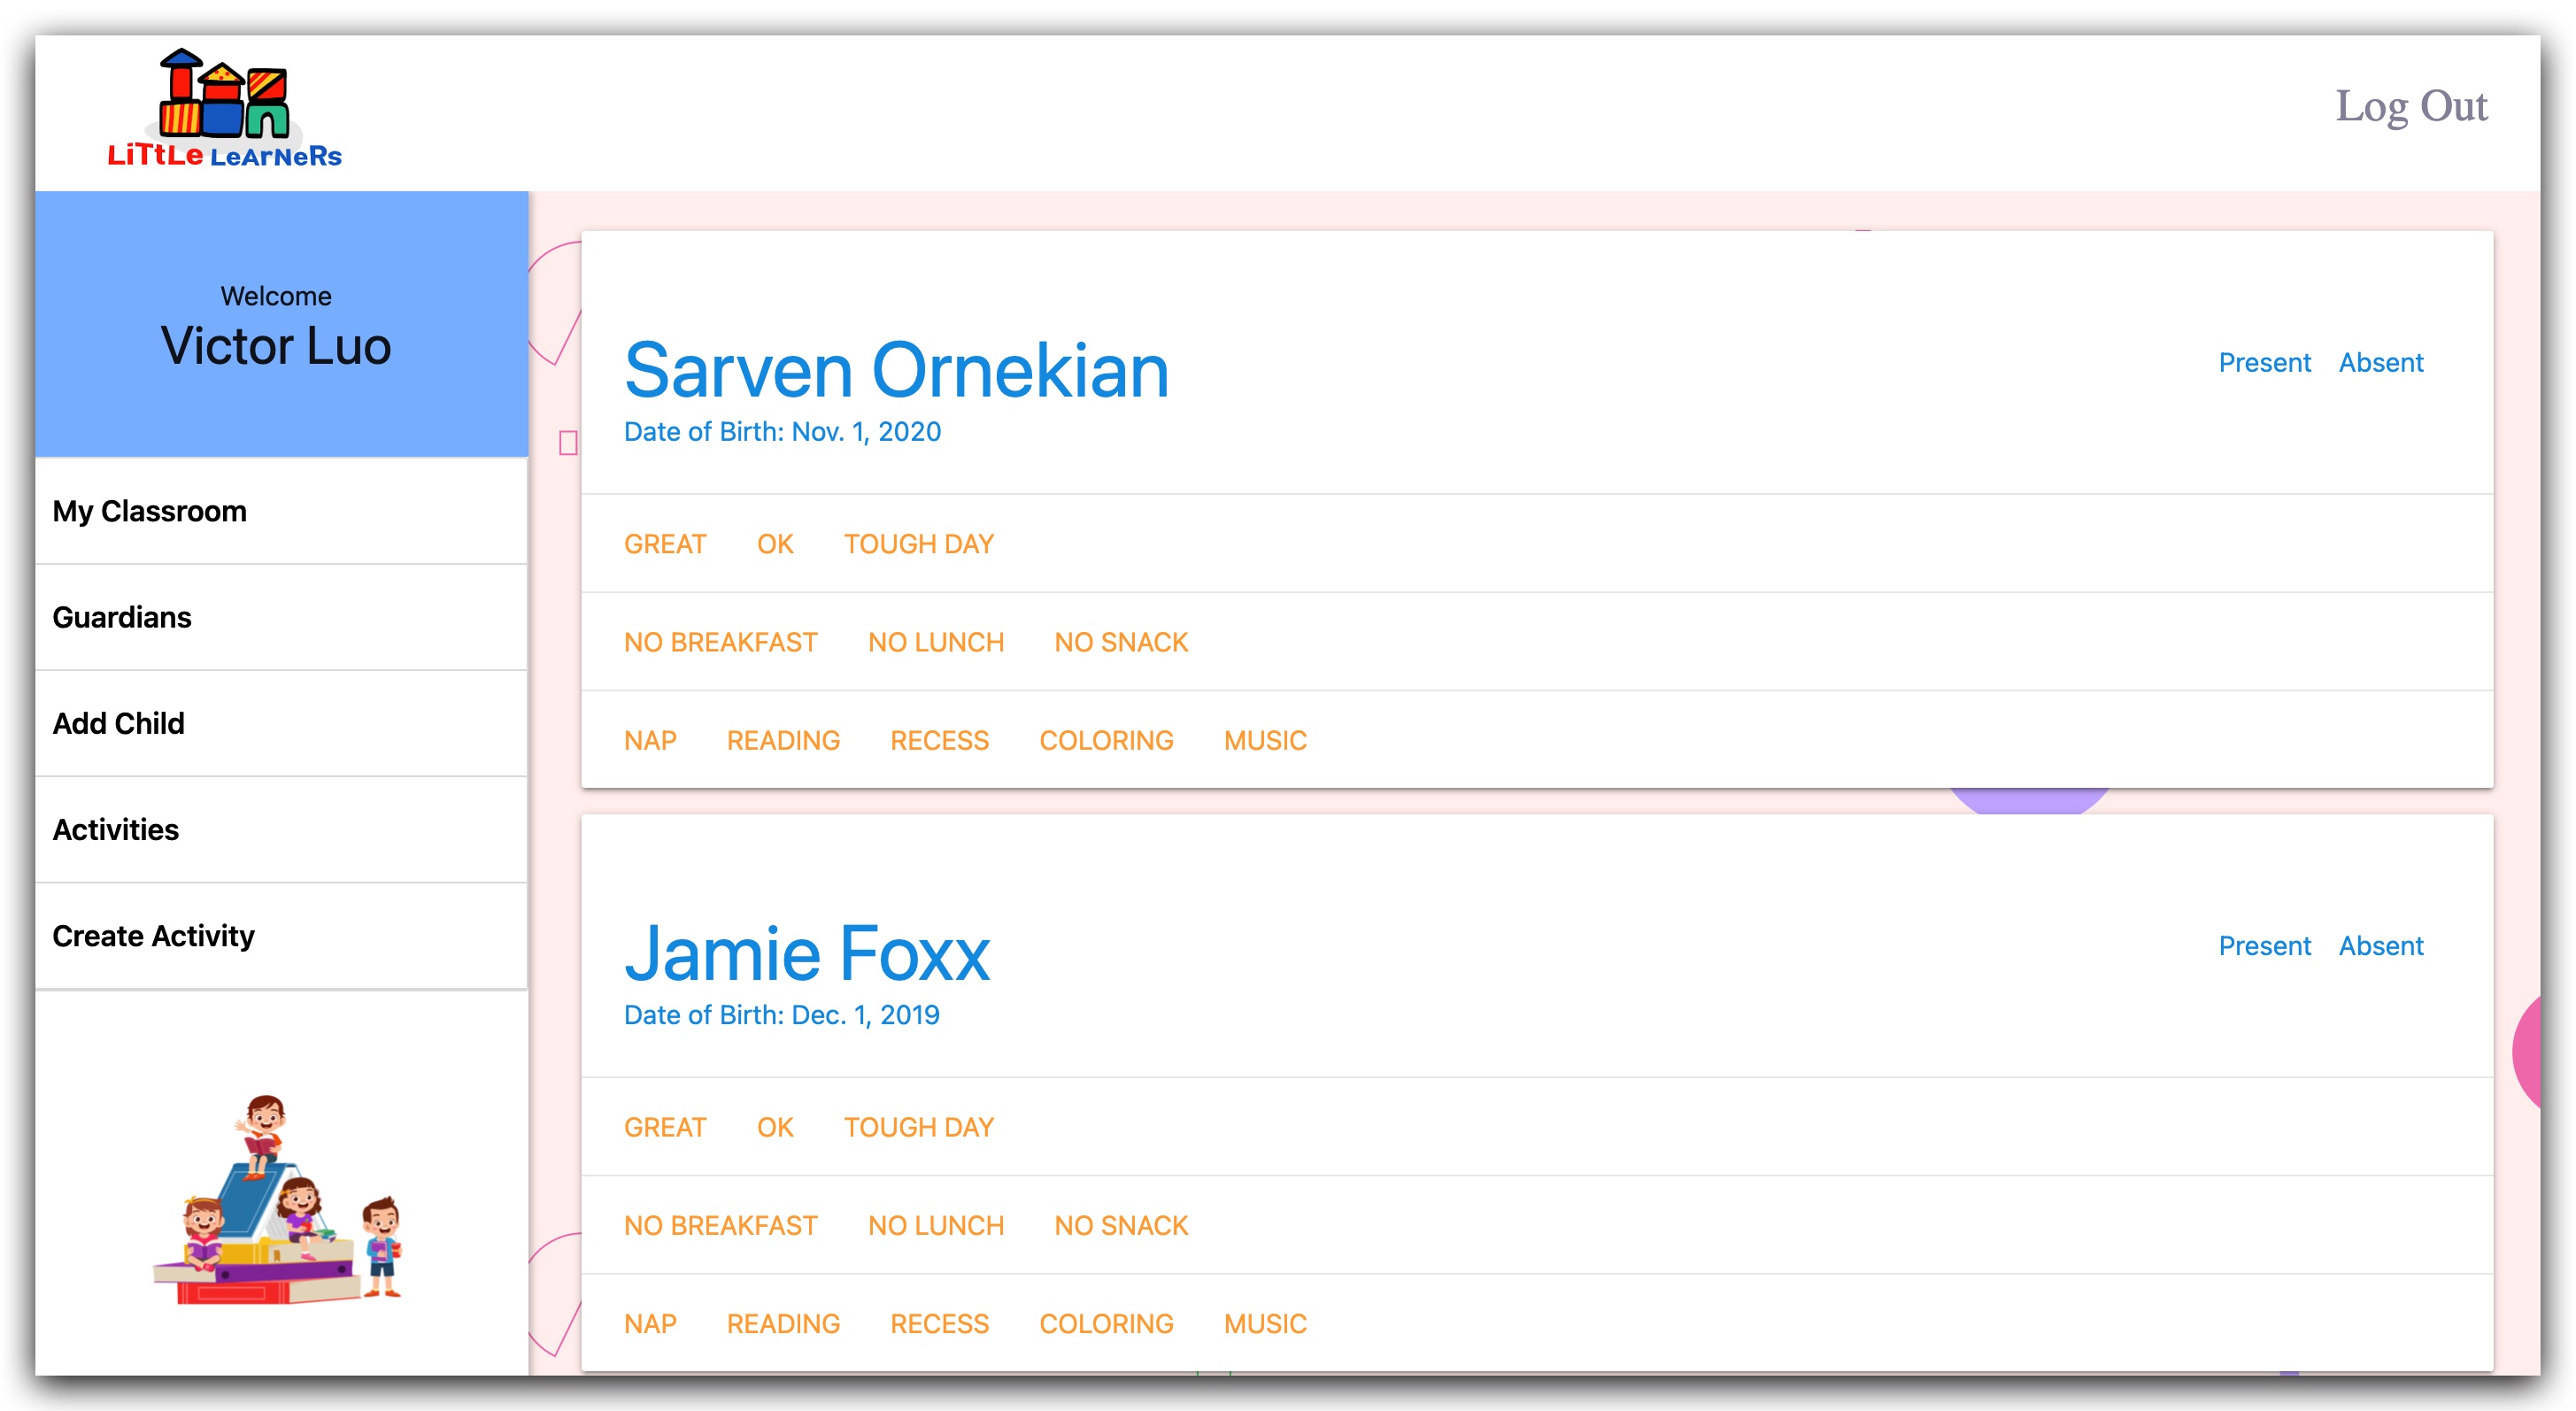 LiTtLe LeArNeRs
Log Out
Welcome
Victor Luo
My Classroom
Guardians
Add Child
Activities
Create Activity
Sarven Ornekian
Present Absent
Date of Birth: Nov. 1, 2020
GREAT OK TOUGH DAY
NO BREAKFAST NO LUNCH NO SNACK
NAP READING RECESS COLORING MUSIC
Jamie Foxx
Present Absent
Date of Birth: Dec. 1, 2019
GREAT OK TOUGH DAY
NO BREAKFAST NO LUNCH NO SNACK
NAP READING RECESS COLORING MUSIC